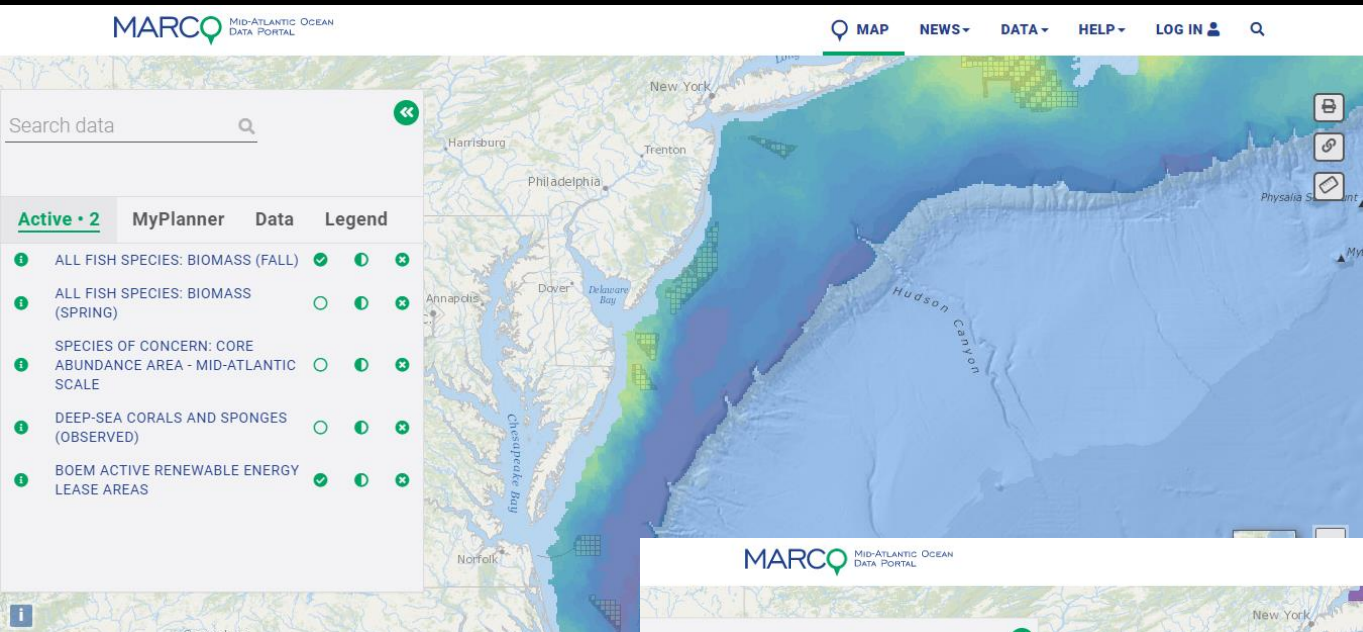 MARCO MID-ATLANTIC OCEAN
DATA PORTAL
MAP NEWS DATA HELP LOG IN
Search data
Active • 2 MyPlanner Data Legend
ALL FISH SPECIES: BIOMASS (FALL)
ALL FISH SPECIES: BIOMASS
(SPRING)
SPECIES OF CONCERN: CORE
ABUNDANCE AREA - MID-ATLANTIC
SCALE
DEEP-SEA CORALS AND SPONGES
(OBSERVED)
BOEM ACTIVE RENEWABLE ENERGY
LEASE AREAS
New York
Harrisburg
Trenton
Philadelphia
Physalia
Dover
Delaware
Bay
Annapolis
Hudson Canyon
Chesapeake Bay
Norfolk
MARCO MID-ATLANTIC OCEAN
DATA PORTAL
New York